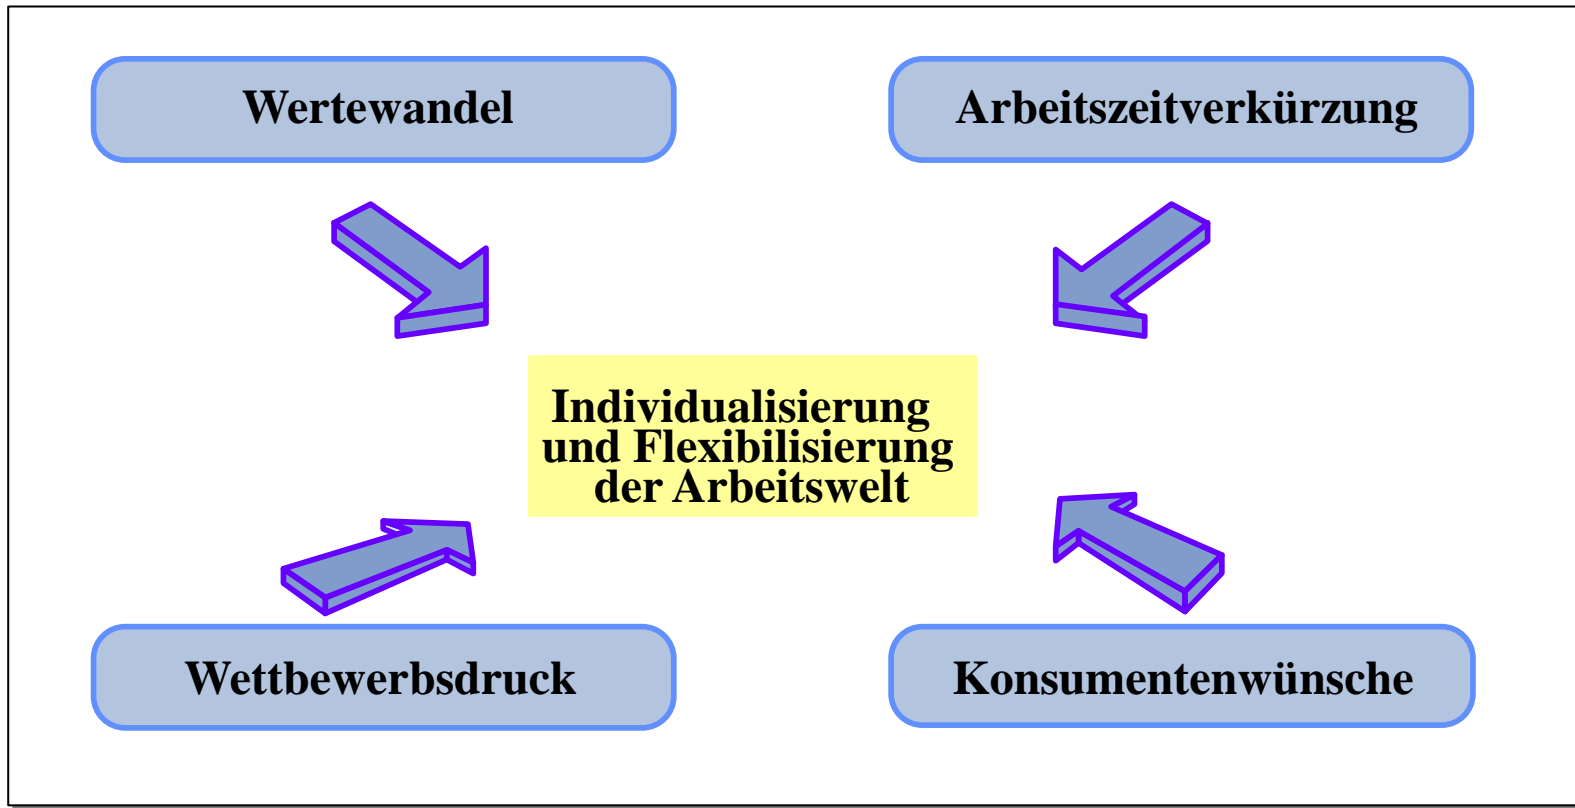 Wertewandel
Arbeitszeitverkürzung
Individualisierung
und Flexibilisierung
der Arbeitswelt
Wettbewerbsdruck
Konsumentenwünsche